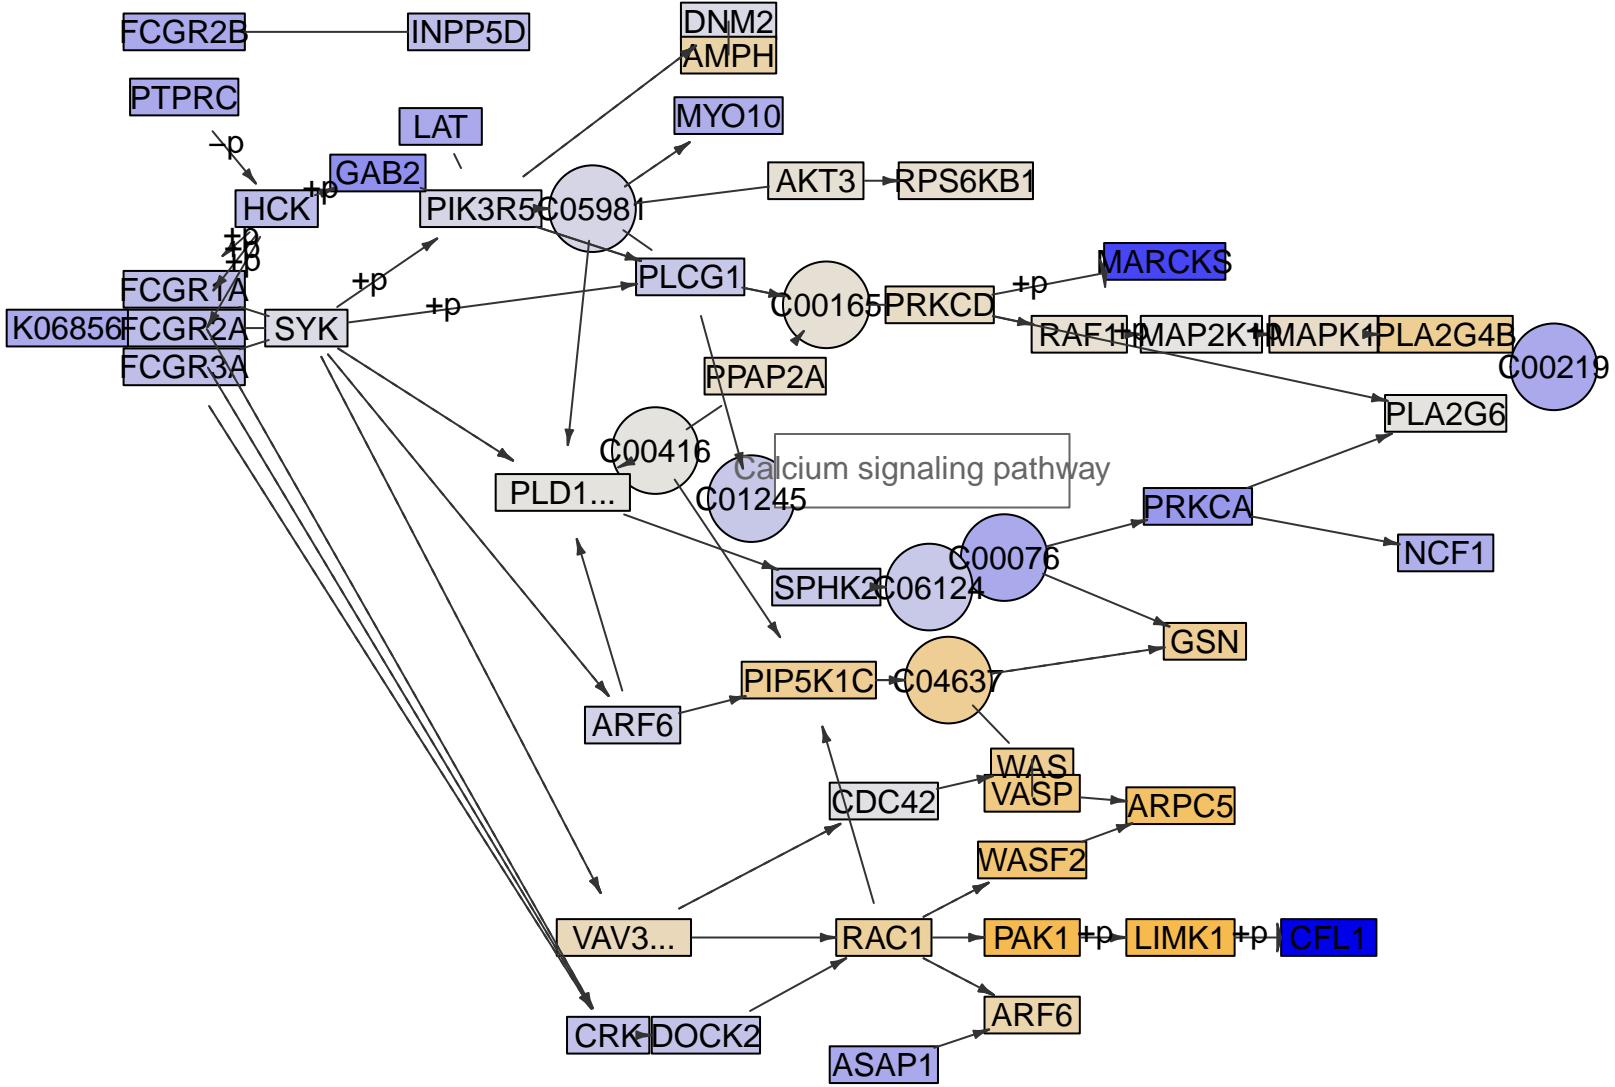 FCGR2B
INPP5D
DNM2
AMPH
PTPRC
LAT
MYO10
–p
GAB2
+p
HCK
PIK3R5
C05981
AKT3
RPS6KB1
+p
+p
+p
FCGR1A
+p
PLCG1
MARCKS
+p
+p
C00165
PRKCD
K06856
FCGR2A
SYK
RAF1
+p
MAP2K1
+p
MAPK1
PLA2G4B
FCGR3A
PPAP2A
C00219
PLA2G6
C00416
Calcium signaling pathway
PLD1...
C01245
PRKCA
NCF1
C00076
SPHK2
C06124
GSN
PIP5K1C
C04637
ARF6
WAS
VASP
CDC42
ARPC5
WASF2
VAV3...
RAC1
PAK1
+p
LIMK1
+p
CFL1
ARF6
CRK
DOCK2
ASAP1